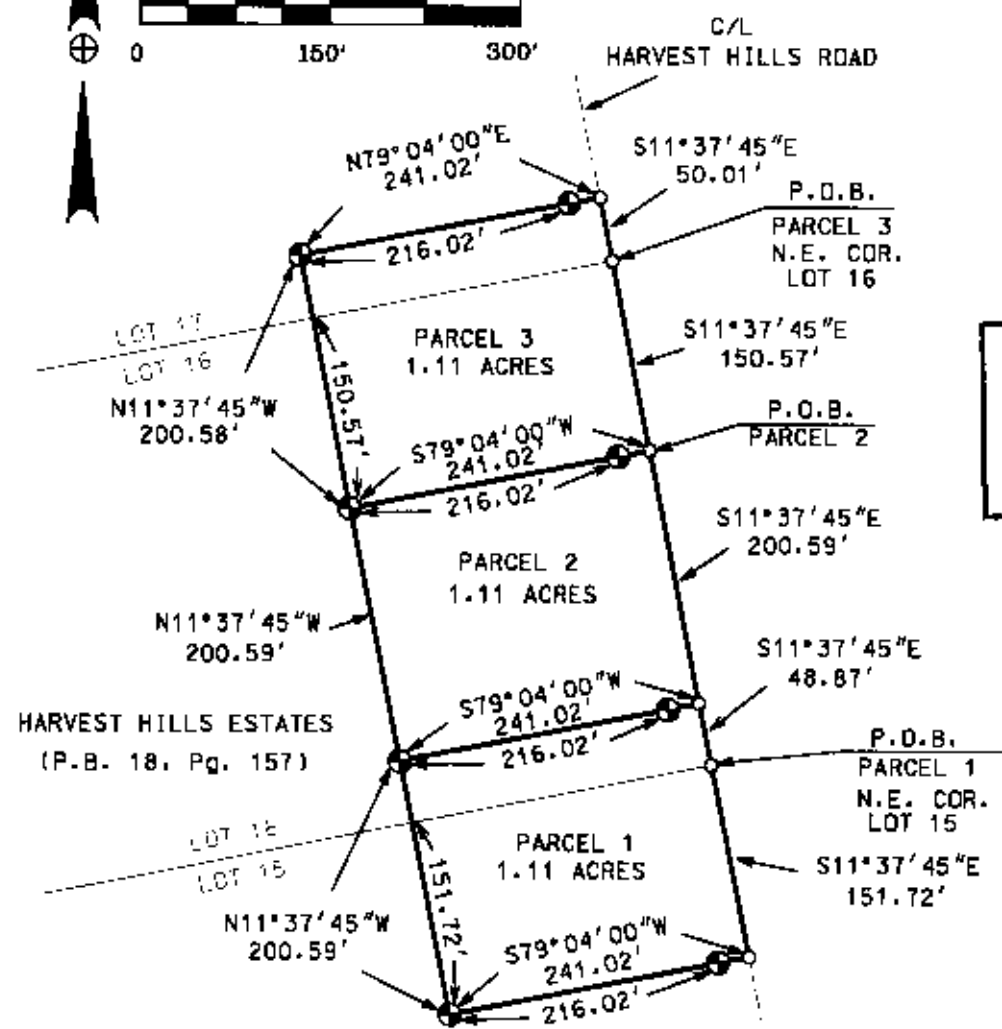 0 150' 300'
C/L
HARVEST HILLS ROAD
N79°04'00"E
241.02'
S11°37'45"E
50.01'
P.O.B.
PARCEL 3
N.E. COR.
LOT 16
216.02'
LOT 17
LOT 16
PARCEL 3
1.11 ACRES
S11°37'45"E
150.57'
N11°37'45"W
200.58'
150.57'
P.O.B.
PARCEL 2
S79°04'00"W
241.02'
216.02'
S11°37'45"E
200.59'
PARCEL 2
1.11 ACRES
N11°37'45"W
200.59'
S11°37'45"E
48.87'
S79°04'00"W
241.02'
216.02'
HARVEST HILLS ESTATES
(P.B. 18, Pg. 157)
P.O.B.
PARCEL 1
N.E. COR.
LOT 15
LOT 16
LOT 15
PARCEL 1
1.11 ACRES
S11°37'45"E
151.72'
151.72'
N11°37'45"W
200.59'
S79°04'00"W
241.02'
216.02'